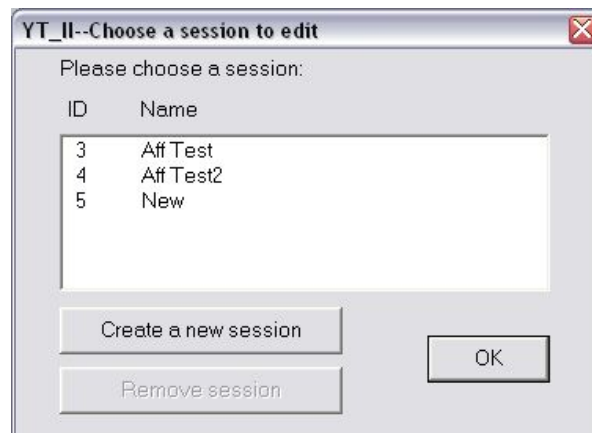 YT_II--Choose a session to edit
Please choose a session:
ID Name
3 Aff Test
4 Aff Test2
5 New
Create a new session
OK
Remove session